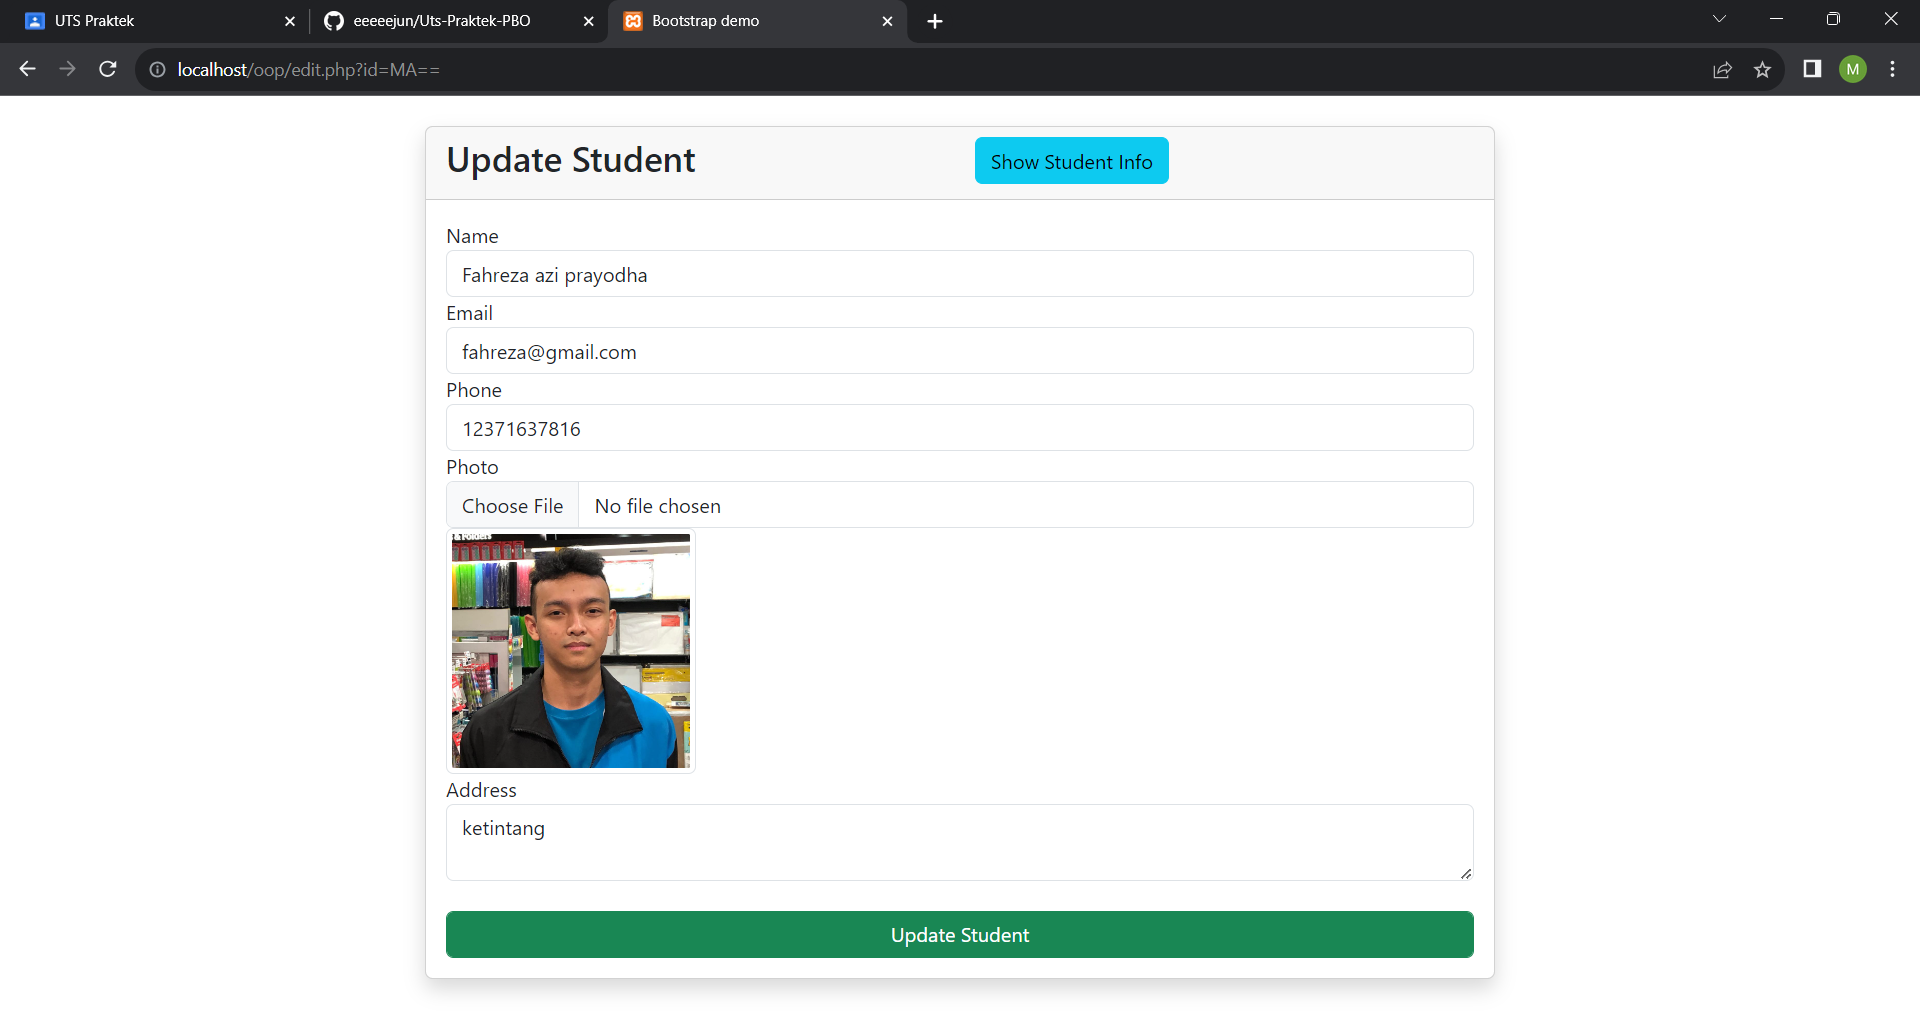 UTS Praktek
eeeeejun/Uts-Praktek-PBO
Bootstrap demo
localhost/oop/edit.php?id=MA==
M
Update Student
Show Student Info
Name
Fahreza azi prayodha
Email
fahreza@gmail.com
Phone
12371637816
Photo
Choose File
No file chosen
& Folders
Address
ketintang
Update Student